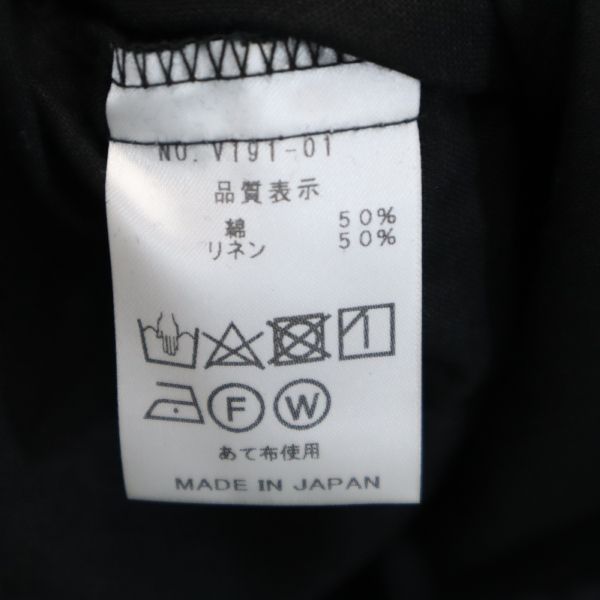 NO. V191-01
品質表示
綿 50%
リネン 50%
F W
あて布使用
MADE IN JAPAN